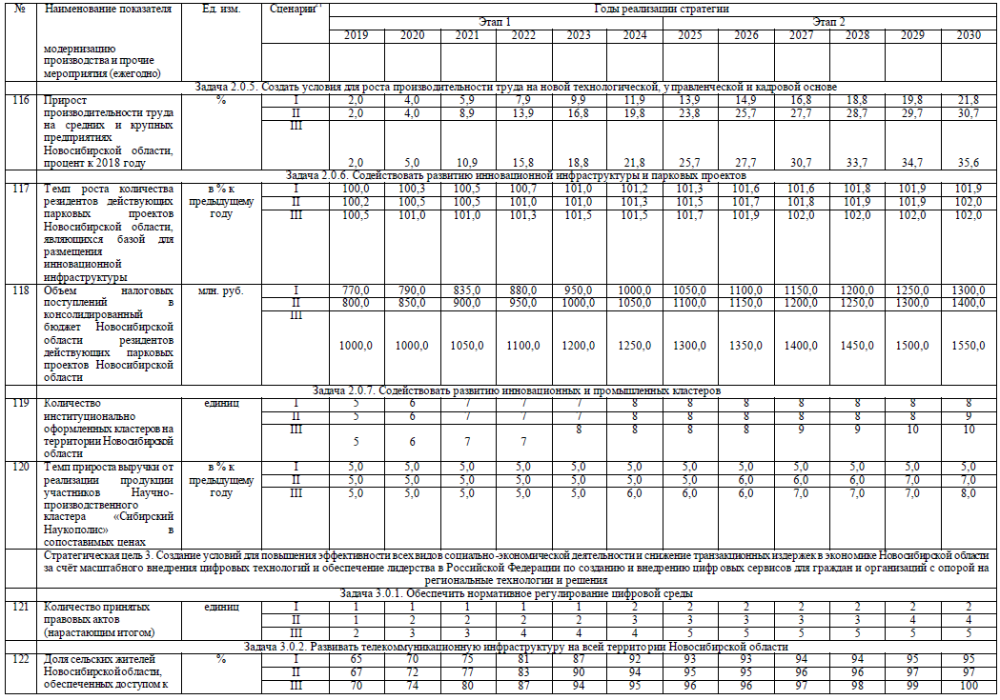 № Наименование показателя Ед. изм. Сценарии²¹ Годы реализации стратегии
Этап 1 Этап 2
2019 2020 2021 2022 2023 2024 2025 2026 2027 2028 2029 2030
модернизацию
производства и прочие
мероприятия (ежегодно)
Задача 2.0.5. Создать условия для роста производительности труда на новой технологической, управленческой и кадровой основе
116 Прирост % I 2,0 4,0 5,9 7,9 9,9 11,9 13,9 14,9 16,8 18,8 19,8 21,8
производительности труда II 2,0 4,0 8,9 13,9 16,8 19,8 23,8 25,7 27,7 28,7 29,7 30,7
на средних и крупных III
предприятиях
Новосибирской области,
процент к 2018 году 2,0 5,0 10,9 15,8 18,8 21,8 25,7 27,7 30,7 33,7 34,7 35,6
Задача 2.0.6. Содействовать развитию инновационной инфраструктуры и парковых проектов
117 Темп роста количества в % к I 100,0 100,3 100,5 100,7 101,0 101,2 101,3 101,6 101,6 101,8 101,9 101,9
резидентов действующих предыдущему II 100,2 100,5 100,5 101,0 101,0 101,3 101,5 101,7 101,8 101,9 101,9 102,0
парковых проектов году III 100,5 101,0 101,0 101,3 101,5 101,5 101,7 101,9 102,0 102,0 102,0 102,0
Новосибирской области,
являющихся базой для
размещения
инновационной
инфраструктуры
118 Объем налоговых млн. руб. I 770,0 790,0 835,0 880,0 950,0 1000,0 1050,0 1100,0 1150,0 1200,0 1250,0 1300,0
поступлений в II 800,0 850,0 900,0 950,0 1000,0 1050,0 1100,0 1150,0 1200,0 1250,0 1300,0 1400,0
консолидированный III
бюджет Новосибирской
области резидентов
действующих парковых 1000,0 1000,0 1050,0 1100,0 1200,0 1250,0 1300,0 1350,0 1400,0 1450,0 1500,0 1550,0
проектов Новосибирской
области
Задача 2.0.7. Содействовать развитию инновационных и промышленных кластеров
119 Количество единиц I 5 6 7 7 7 8 8 8 8 8 8 8
институционально II 5 6 7 7 7 8 8 8 8 8 8 9
оформленных кластеров на III 8 8 8 8 9 9 10 10
территории Новосибирской 5 6 7 7
области
120 Темп прироста выручки от в % к I 5,0 5,0 5,0 5,0 5,0 5,0 5,0 5,0 5,0 5,0 5,0 5,0
реализации продукции предыдущему II 5,0 5,0 5,0 5,0 5,0 5,0 5,0 6,0 6,0 6,0 7,0 7,0
участников Научно- году III 5,0 5,0 5,0 5,0 5,0 6,0 6,0 6,0 7,0 7,0 7,0 8,0
производственного
кластера «Сибирский
Наукополис» в
сопоставимых ценах
Стратегическая цель 3. Создание условий для повышения эффективности всех видов социально-экономической деятельности и снижение транзакционных издержек в экономике Новосибирской области
за счёт масштабного внедрения цифровых технологий и обеспечение лидерства в Российской Федерации по созданию и внедрению цифровых сервисов для граждан и организаций с опорой на
региональные технологии и решения
Задача 3.0.1. Обеспечить нормативное регулирование цифровой среды
121 Количество принятых единиц I 1 1 1 1 1 2 2 2 2 2 2 2
правовых актов II 1 2 2 2 2 3 3 3 3 3 4 4
(нарастающим итогом) III 2 3 3 4 4 4 5 5 5 5 5 5
Задача 3.0.2. Развивать телекоммуникационную инфраструктуру на всей территории Новосибирской области
122 Доля сельских жителей % I 65 70 75 81 87 92 93 93 94 94 95 95
Новосибирской области, II 67 72 77 83 90 94 95 95 96 96 97 97
обеспеченных доступом к III 70 74 80 87 94 95 96 96 97 98 99 100